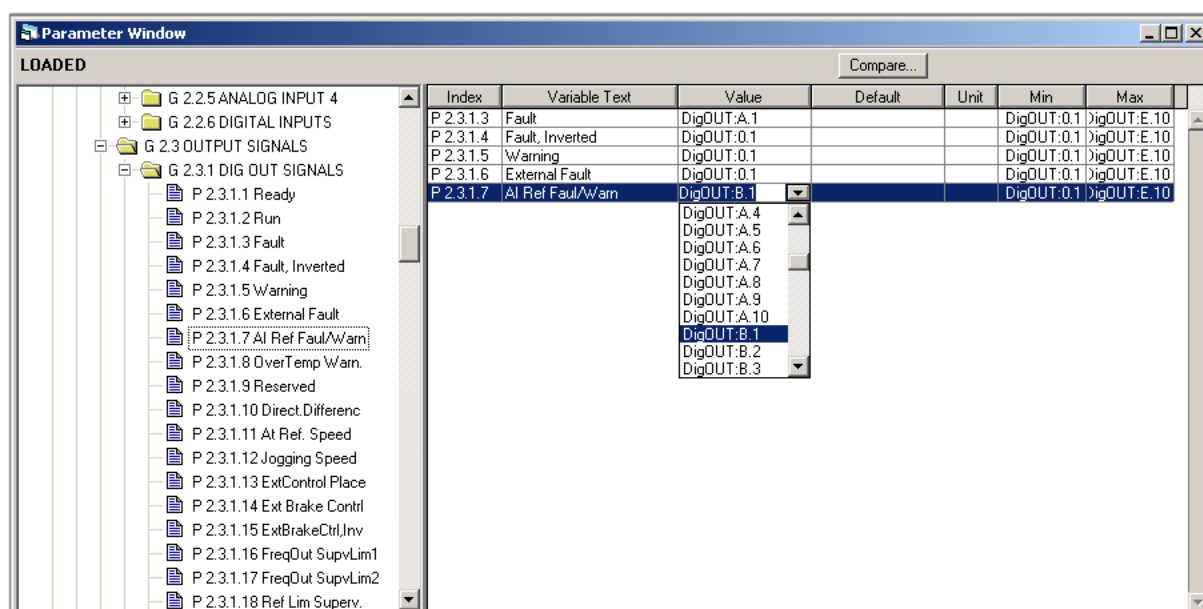 Parameter Window
LOADED
Compare...
G 2.2.5 ANALOG INPUT 4
G 2.2.6 DIGITAL INPUTS
G 2.3 OUTPUT SIGNALS
G 2.3.1 DIG OUT SIGNALS
P 2.3.1.1 Ready
P 2.3.1.2 Run
P 2.3.1.3 Fault
P 2.3.1.4 Fault, Inverted
P 2.3.1.5 Warning
P 2.3.1.6 External Fault
P 2.3.1.7 AI Ref Faul/Warn
P 2.3.1.8 OverTemp Warn.
P 2.3.1.9 Reserved
P 2.3.1.10 Direct.Differenc
P 2.3.1.11 At Ref. Speed
P 2.3.1.12 Jogging Speed
P 2.3.1.13 ExtControl Place
P 2.3.1.14 Ext Brake Contrl
P 2.3.1.15 ExtBrakeCtrl,Inv
P 2.3.1.16 FreqOut SupvLim1
P 2.3.1.17 FreqOut SupvLim2
P 2.3.1.18 Ref Lim Superv.
Index Variable Text Value Default Unit Min Max
P 2.3.1.3 Fault DigOUT:A.1 DigOUT:0.1 DigOUT:E.10
P 2.3.1.4 Fault, Inverted DigOUT:0.1 DigOUT:0.1 DigOUT:E.10
P 2.3.1.5 Warning DigOUT:0.1 DigOUT:0.1 DigOUT:E.10
P 2.3.1.6 External Fault DigOUT:0.1 DigOUT:0.1 DigOUT:E.10
P 2.3.1.7 AI Ref Faul/Warn DigOUT:B.1 DigOUT:0.1 DigOUT:E.10
DigOUT:A.4
DigOUT:A.5
DigOUT:A.6
DigOUT:A.7
DigOUT:A.8
DigOUT:A.9
DigOUT:A.10
DigOUT:B.1
DigOUT:B.2
DigOUT:B.3